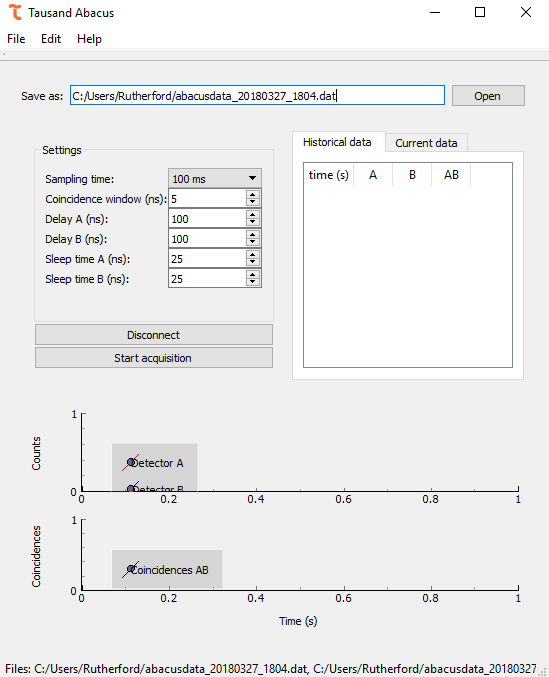 Tausand Abacus
File Edit Help
Save as: C:/Users/Rutherford/abacusdata_20180327_1804.dat Open
Settings
Sampling time: 100 ms
Coincidence window (ns): 5
Delay A (ns): 100
Delay B (ns): 100
Sleep time A (ns): 25
Sleep time B (ns): 25
Disconnect
Start acquisition
Historical data Current data
time (s) A B AB
Counts
1
0
Detector A
Detector B
0 0.2 0.4 0.6 0.8 1
Coincidences
1
0
Coincidences AB
0 0.2 0.4 0.6 0.8 1
Time (s)
Files: C:/Users/Rutherford/abacusdata_20180327_1804.dat, C:/Users/Rutherford/abacusdata_20180327